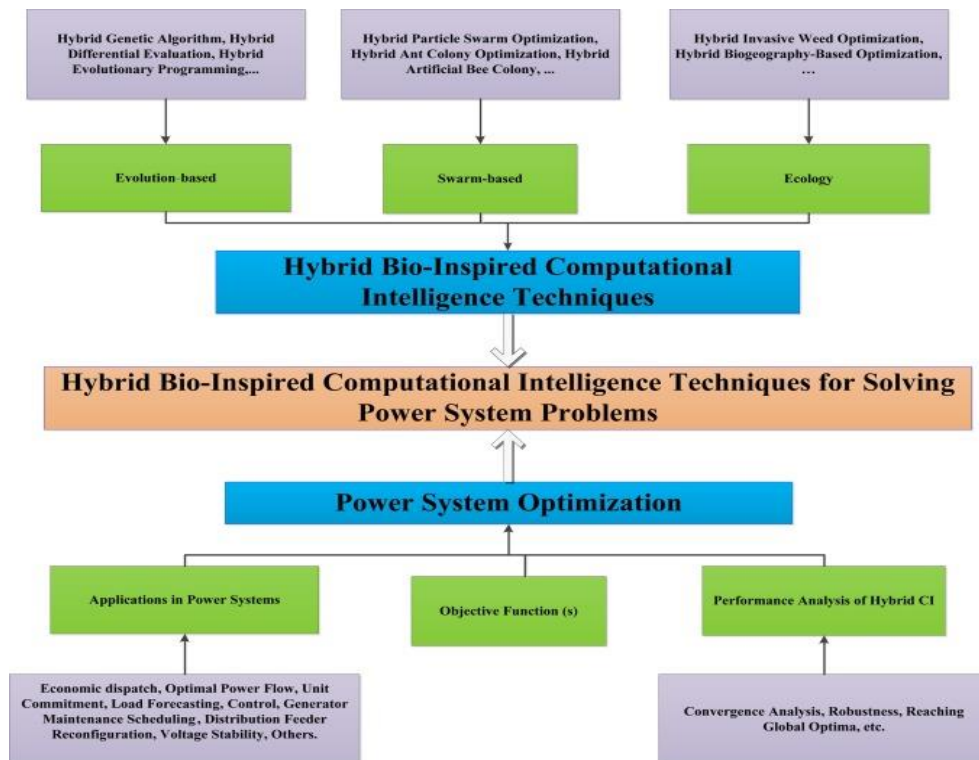 Hybrid Genetic Algorithm, Hybrid
Differential Evaluation, Hybrid
Evolutionary Programming,...
Hybrid Particle Swarm Optimization,
Hybrid Ant Colony Optimization, Hybrid
Artificial Bee Colony, ...
Hybrid Invasive Weed Optimization,
Hybrid Biogeography-Based Optimization,
...
Evolution-based
Swarm-based
Ecology
Hybrid Bio-Inspired Computational
Intelligence Techniques
Hybrid Bio-Inspired Computational Intelligence Techniques for Solving
Power System Problems
Power System Optimization
Applications in Power Systems
Objective Function (s)
Performance Analysis of Hybrid CI
Economic dispatch, Optimal Power Flow, Unit
Commitment, Load Forecasting, Control, Generator
Maintenance Scheduling, Distribution Feeder
Reconfiguration, Voltage Stability, Others.
Convergence Analysis, Robustness, Reaching
Global Optima, etc.